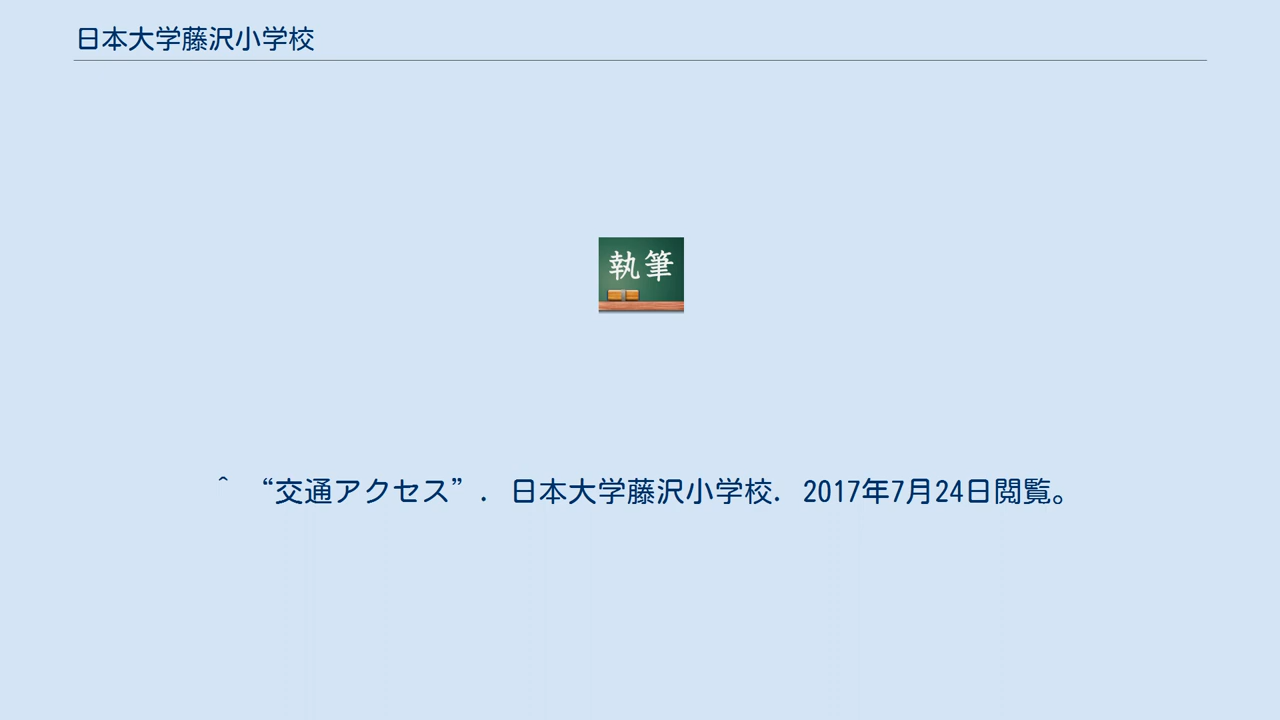 日本大学藤沢小学校
執筆
^ “交通アクセス”. 日本大学藤沢小学校. 2017年7月24日閲覧。